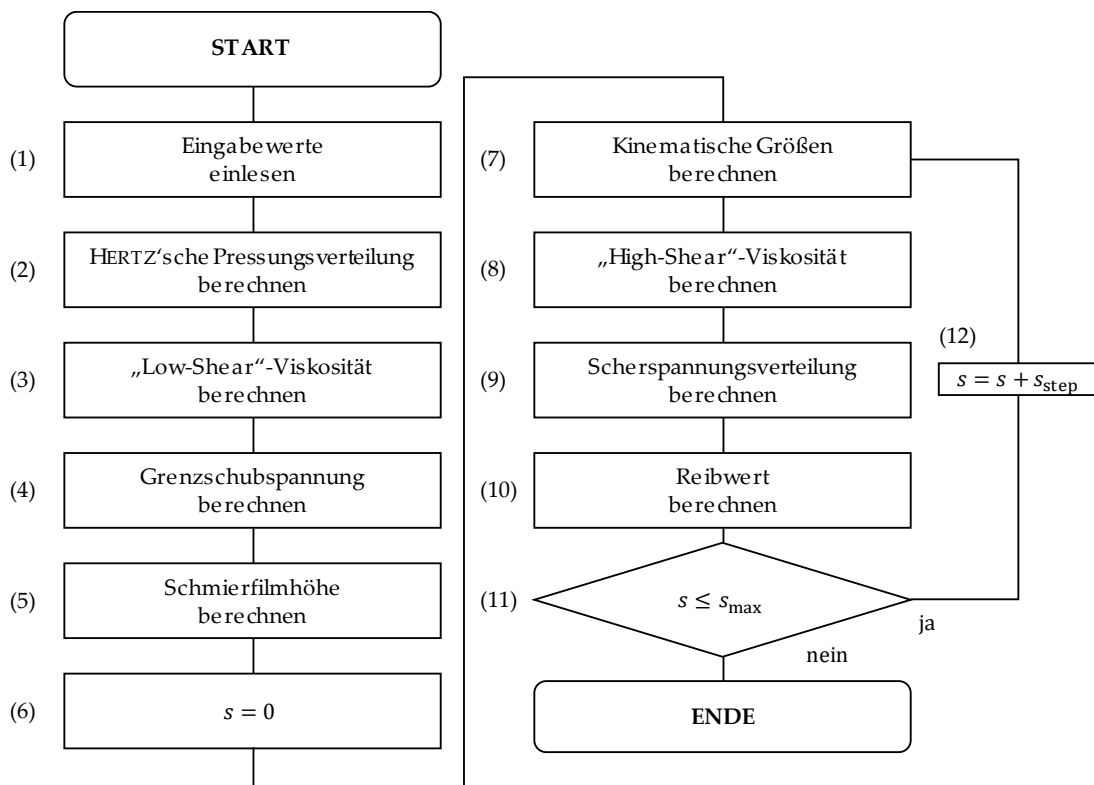 START
(1)
Eingabewerte
einlesen
(2)
HERTZ‘sche Pressungsverteilung
berechnen
(3)
„Low-Shear“-Viskosität
berechnen
(4)
Grenzschubspannung
berechnen
(5)
Schmierfilmhöhe
berechnen
(6)
s = 0
(7)
Kinematische Größen
berechnen
(8)
„High-Shear“-Viskosität
berechnen
(9)
Scherspannungsverteilung
berechnen
(10)
Reibwert
berechnen
(11)
s ≤ s_max
ja
nein
(12)
s = s + s_step
ENDE